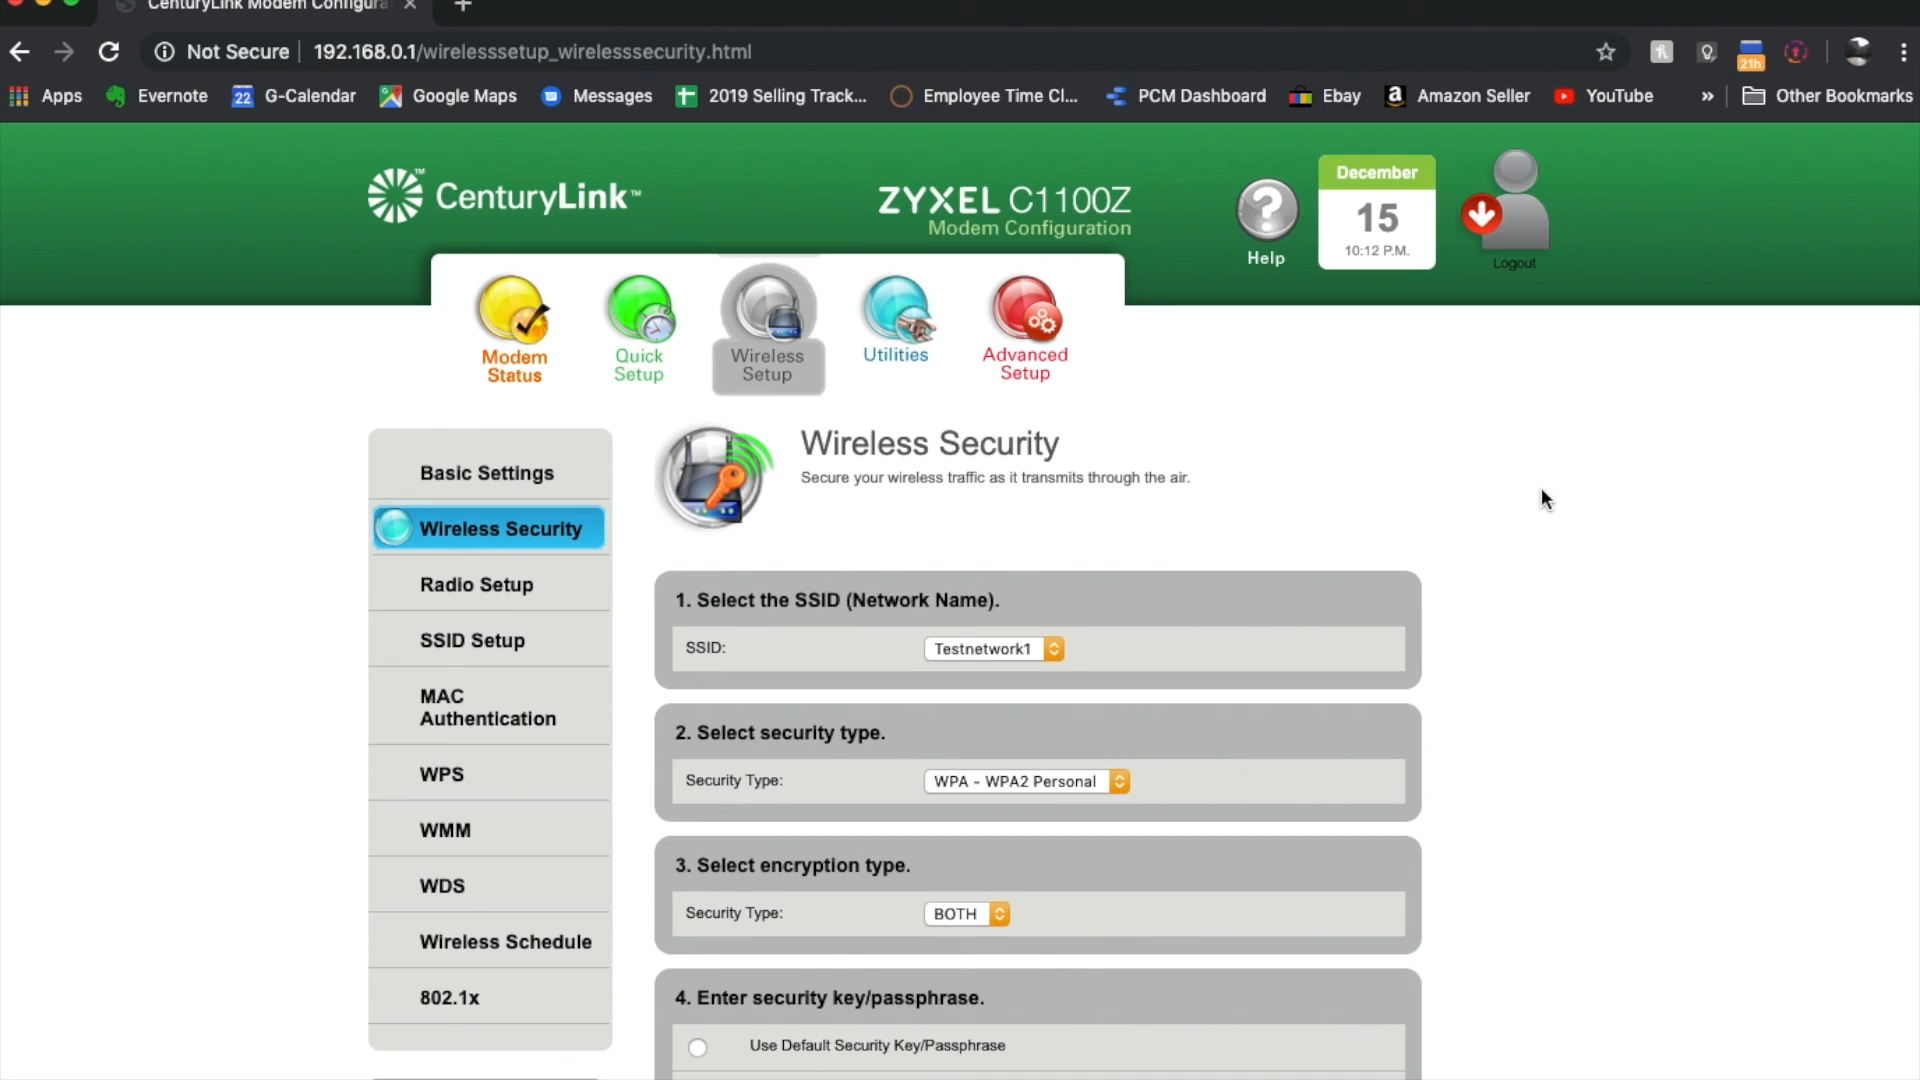 CenturyLink Modem Configura
Not Secure 192.168.0.1/wirelesssetup_wirelesssecurity.html
21h
Apps Evernote 22 G-Calendar Google Maps Messages 2019 Selling Track... Employee Time Cl... PCM Dashboard Ebay a Amazon Seller YouTube » Other Bookmarks
CenturyLink™
ZYXEL C1100Z
Modem Configuration
Help
December
15
10:12 P.M.
Logout
Modem
Status
Quick
Setup
Wireless
Setup
Utilities
Advanced
Setup
Basic Settings
Wireless Security
Radio Setup
SSID Setup
MAC
Authentication
WPS
WMM
WDS
Wireless Schedule
802.1x
Wireless Security
Secure your wireless traffic as it transmits through the air.
1. Select the SSID (Network Name).
SSID: Testnetwork1
2. Select security type.
Security Type: WPA - WPA2 Personal
3. Select encryption type.
Security Type: BOTH
4. Enter security key/passphrase.
Use Default Security Key/Passphrase